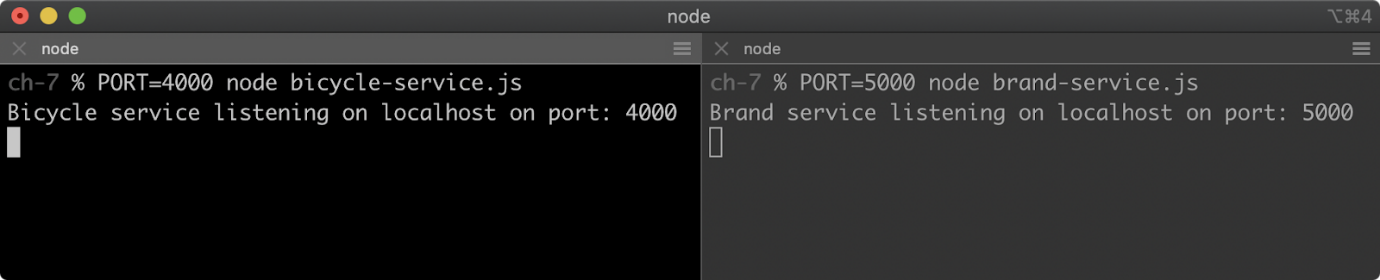 node
⌥⌘4
node
ch-7 % PORT=4000 node bicycle-service.js
Bicycle service listening on localhost on port: 4000
node
ch-7 % PORT=5000 node brand-service.js
Brand service listening on localhost on port: 5000